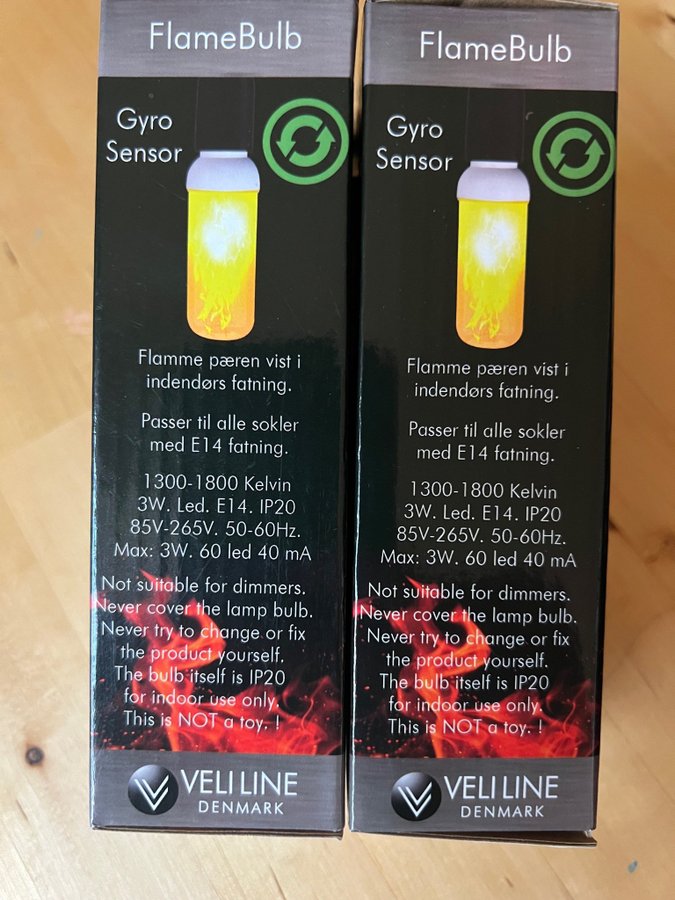 FlameBulb
Gyro
Sensor
Flamme pæren vist i
indendørs fatning.
Passer til alle sokler
med E14 fatning.
1300-1800 Kelvin
3W. Led. E14. IP20
85V-265V. 50-60Hz.
Max: 3W. 60 led 40 mA
Not suitable for dimmers.
Never cover the lamp bulb.
Never try to change or fix
the product yourself.
The bulb itself is IP20
for indoor use only.
This is NOT a toy. !
VELI LINE
DENMARK
FlameBulb
Gyro
Sensor
Flamme pæren vist i
indendørs fatning.
Passer til alle sokler
med E14 fatning.
1300-1800 Kelvin
3W. Led. E14. IP20
85V-265V. 50-60Hz.
Max: 3W. 60 led 40 mA
Not suitable for dimmers.
Never cover the lamp bulb.
Never try to change or fix
the product yourself.
The bulb itself is IP20
for indoor use only.
This is NOT a toy. !
VELI LINE
DENMARK